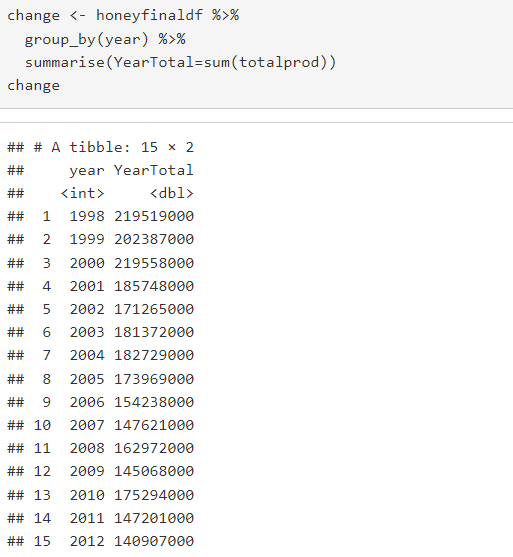 change <- honeyfinaldf %>%
  group_by(year) %>%
  summarise(YearTotal=sum(totalprod))
change
## # A tibble: 15 × 2
##     year YearTotal
##    <int>     <dbl>
##  1  1998 219519000
##  2  1999 202387000
##  3  2000 219558000
##  4  2001 185748000
##  5  2002 171265000
##  6  2003 181372000
##  7  2004 182729000
##  8  2005 173969000
##  9  2006 154238000
## 10  2007 147621000
## 11  2008 162972000
## 12  2009 145068000
## 13  2010 175294000
## 14  2011 147201000
## 15  2012 140907000